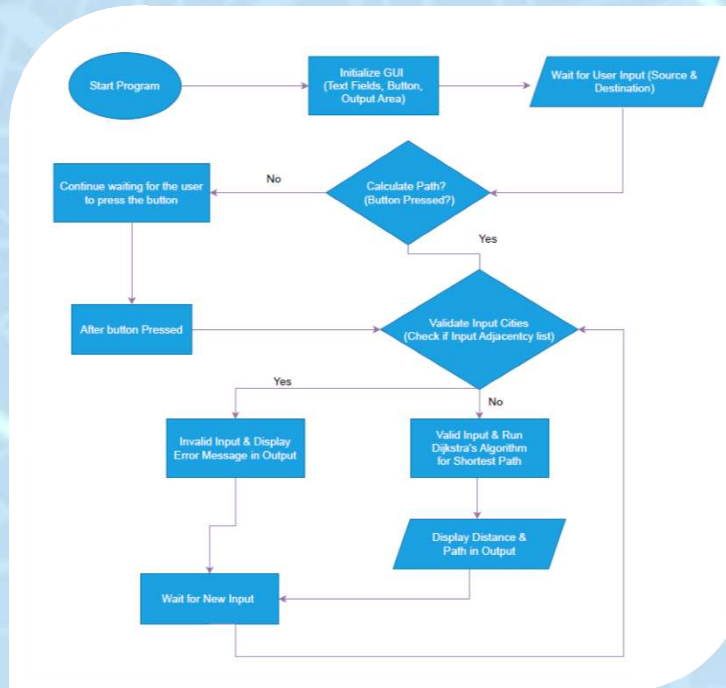 Start Program
Initialize GUI
(Text Fields, Button,
Output Area)
Wait for User Input (Source &
Destination)
No
Continue waiting for the user
to press the button
Calculate Path?
(Button Pressed?)
Yes
After button Pressed
Validate Input Cities
(Check if Input Adjacentcy list)
Yes
No
Invalid Input & Display
Error Message in Output
Valid Input & Run
Dijkstra's Algorithm
for Shortest Path
Display Distance &
Path in Output
Wait for New Input